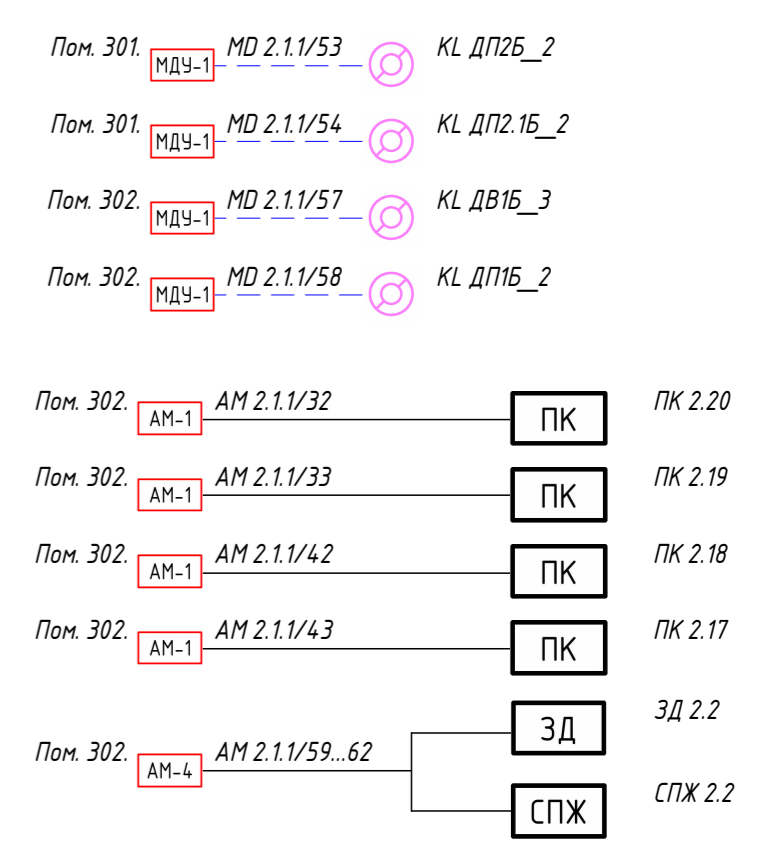 Пом. 301. МДУ-1 MD 2.1.1/53 KL ДП2Б__2
Пом. 301. МДУ-1 MD 2.1.1/54 KL ДП2.1Б__2
Пом. 302. МДУ-1 MD 2.1.1/57 KL ДВ1Б__3
Пом. 302. МДУ-1 MD 2.1.1/58 KL ДП1Б__2
Пом. 302. АМ-1 АМ 2.1.1/32 ПК ПК 2.20
Пом. 302. АМ-1 АМ 2.1.1/33 ПК ПК 2.19
Пом. 302. АМ-1 АМ 2.1.1/42 ПК ПК 2.18
Пом. 302. АМ-1 АМ 2.1.1/43 ПК ПК 2.17
ЗД ЗД 2.2
Пом. 302. АМ-4 АМ 2.1.1/59...62
СПЖ СПЖ 2.2